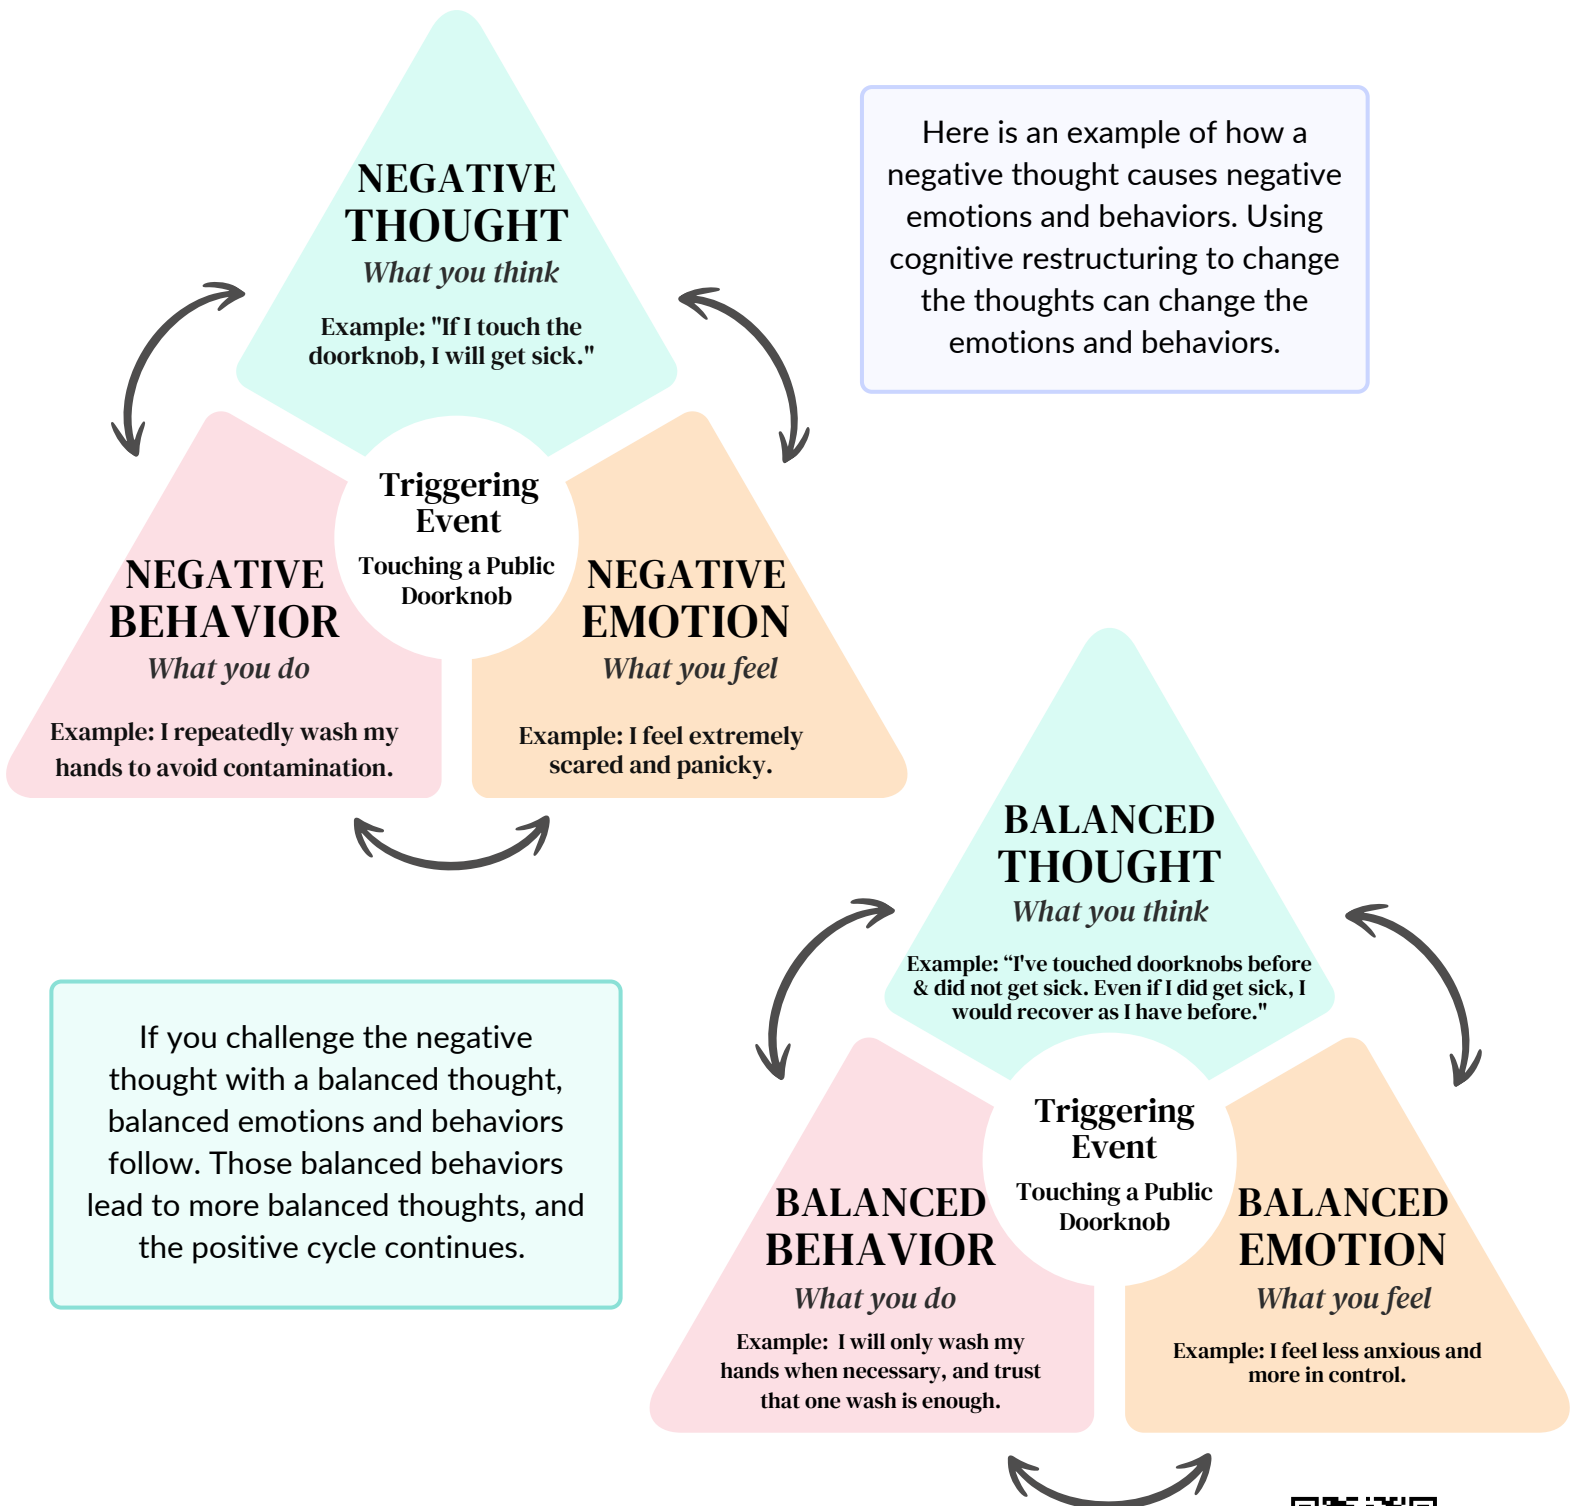 NEGATIVE
THOUGHT
What you think
Example: "If I touch the
doorknob, I will get sick."
Here is an example of how a
negative thought causes negative
emotions and behaviors. Using
cognitive restructuring to change
the thoughts can change the
emotions and behaviors.
Triggering
Event
Touching a Public
Doorknob
NEGATIVE
BEHAVIOR
What you do
Example: I repeatedly wash my
hands to avoid contamination.
NEGATIVE
EMOTION
What you feel
Example: I feel extremely
scared and panicky.
If you challenge the negative
thought with a balanced thought,
balanced emotions and behaviors
follow. Those balanced behaviors
lead to more balanced thoughts, and
the positive cycle continues.
BALANCED
THOUGHT
What you think
Example: “I've touched doorknobs before
& did not get sick. Even if I did get sick, I
would recover as I have before."
Triggering
Event
Touching a Public
Doorknob
BALANCED
BEHAVIOR
What you do
Example:  I will only wash my
hands when necessary, and trust
that one wash is enough.
BALANCED
EMOTION
What you feel
Example: I feel less anxious and
more in control.